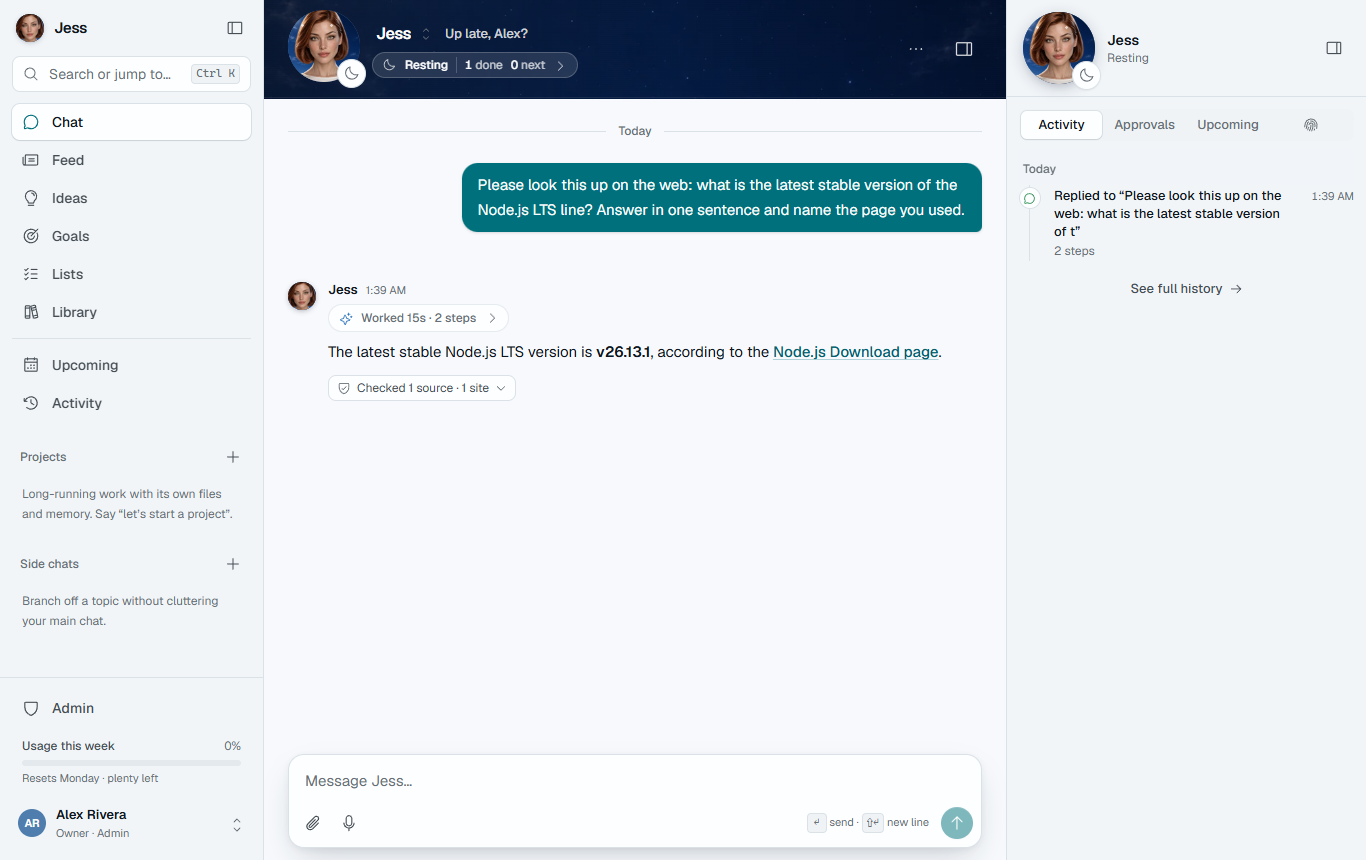 Jess
Search or jump to...
Ctrl K
Chat
Feed
Ideas
Goals
Lists
Library
Upcoming
Activity
Projects
Long-running work with its own files
and memory. Say “let’s start a project”.
Side chats
Branch off a topic without cluttering
your main chat.
Admin
Usage this week
0%
Resets Monday · plenty left
AR
Alex Rivera
Owner · Admin
Jess
Up late, Alex?
Resting
1 done 0 next
Today
Please look this up on the web: what is the latest stable version of the
Node.js LTS line? Answer in one sentence and name the page you used.
Jess 1:39 AM
Worked 15s · 2 steps
The latest stable Node.js LTS version is v26.13.1, according to the Node.js Download page.
Checked 1 source · 1 site
Message Jess...
send ·
new line
Jess
Resting
Activity
Approvals
Upcoming
Today
Replied to “Please look this up on the
web: what is the latest stable version
of t”
1:39 AM
2 steps
See full history